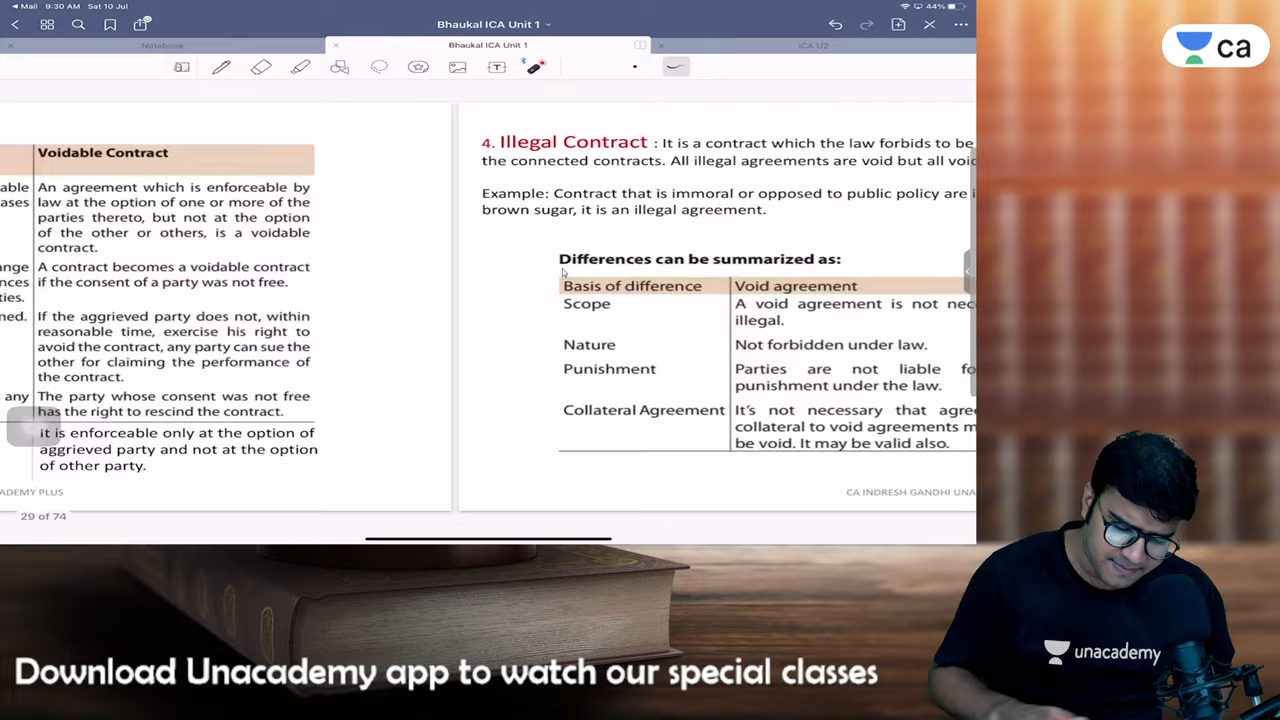 Mail 9:30 AM Sat 10 Jul
44%
Bhaukal ICA Unit 1
Notebook
Bhaukal ICA Unit 1
ICA U2
T
ca
Voidable Contract
able An agreement which is enforceable by
ases law at the option of one or more of the
parties thereto, but not at the option
of the other or others, is a voidable
contract.
ange A contract becomes a voidable contract
nces if the consent of a party was not free.
ties.
med. If the aggrieved party does not, within
reasonable time, exercise his right to
avoid the contract, any party can sue the
other for claiming the performance of
the contract.
any The party whose consent was not free
has the right to rescind the contract.
it is enforceable only at the option of
aggrieved party and not at the option
of other party.
ADEMY PLUS
29 of 74
4. Illegal Contract : It is a contract which the law forbids to be
the connected contracts. All illegal agreements are void but all voi
Example: Contract that is immoral or opposed to public policy are i
brown sugar, it is an illegal agreement.
Differences can be summarized as:
Basis of difference Void agreement
Scope A void agreement is not nec
illegal.
Nature Not forbidden under law.
Punishment Parties are not liable fo
punishment under the law.
Collateral Agreement It's not necessary that agre
collateral to void agreements m
be void. It may be valid also.
CA INDRESH GANDHI UNA
unacademy
Download Unacademy app to watch our special classes